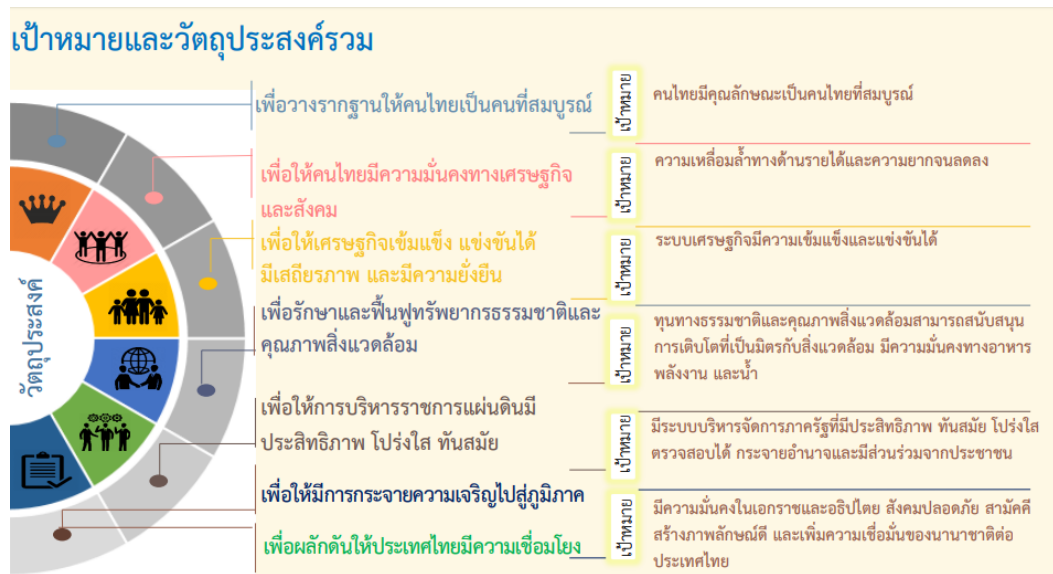 เป้าหมายและวัตถุประสงค์รวม
วัตถุประสงค์
เพื่อวางรากฐานให้คนไทยเป็นคนที่สมบูรณ์
เป้าหมาย
คนไทยมีคุณลักษณะเป็นคนไทยที่สมบูรณ์
เพื่อให้คนไทยมีความมั่นคงทางเศรษฐกิจ
และสังคม
เป้าหมาย
ความเหลื่อมล้ำทางด้านรายได้และความยากจนลดลง
เพื่อให้เศรษฐกิจเข้มแข็ง แข่งขันได้
มีเสถียรภาพ และมีความยั่งยืน
เป้าหมาย
ระบบเศรษฐกิจมีความเข้มแข็งและแข่งขันได้
เพื่อรักษาและฟื้นฟูทรัพยากรธรรมชาติและ
คุณภาพสิ่งแวดล้อม
เป้าหมาย
ทุนทางธรรมชาติและคุณภาพสิ่งแวดล้อมสามารถสนับสนุน
การเติบโตที่เป็นมิตรกับสิ่งแวดล้อม มีความมั่นคงทางอาหาร
พลังงาน และน้ำ
เพื่อให้การบริหารราชการแผ่นดินมี
ประสิทธิภาพ โปร่งใส ทันสมัย
เป้าหมาย
มีระบบบริหารจัดการภาครัฐที่มีประสิทธิภาพ ทันสมัย โปร่งใส
ตรวจสอบได้ กระจายอำนาจและมีส่วนร่วมจากประชาชน
เพื่อให้มีการกระจายความเจริญไปสู่ภูมิภาค
เพื่อผลักดันให้ประเทศไทยมีความเชื่อมโยง
เป้าหมาย
มีความมั่นคงในเอกราชและอธิปไตย สังคมปลอดภัย สามัคคี
สร้างภาพลักษณ์ดี และเพิ่มความเชื่อมั่นของนานาชาติต่อ
ประเทศไทย